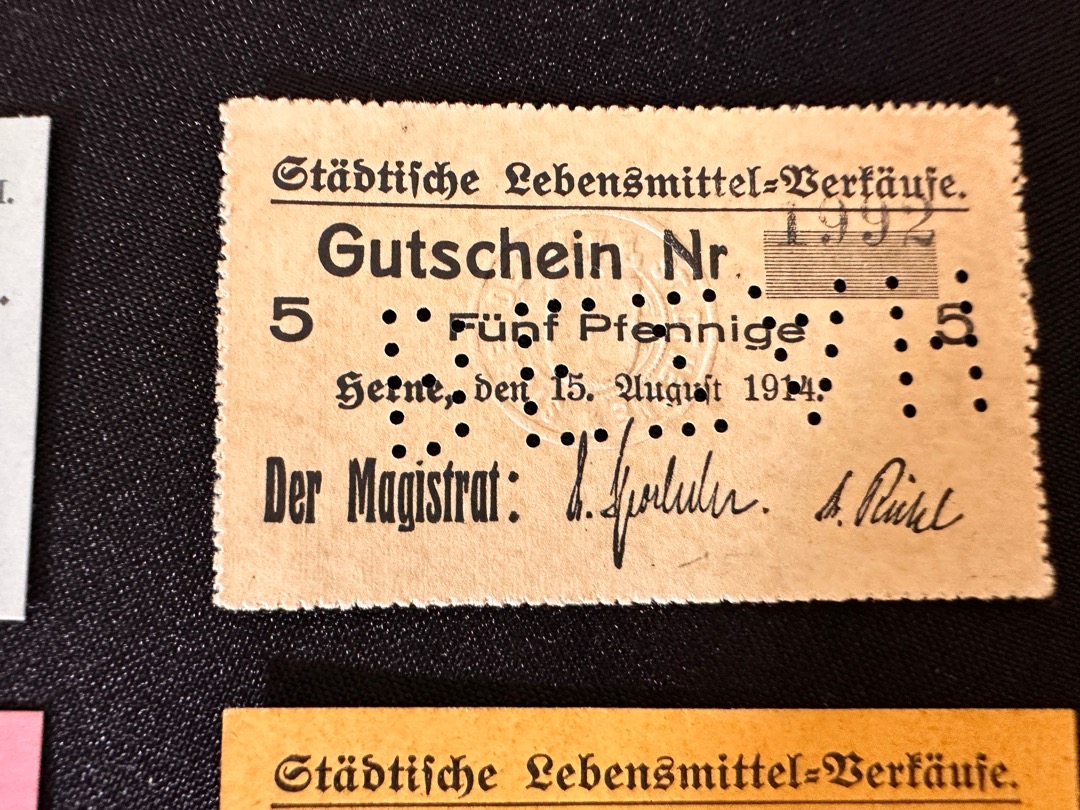 Städtische Lebensmittel-Verkäufe.
1992
Gutschein Nr.
5 Fünf Pfennige 5
Herne, den 15. August 1914.
Der Magistrat:
Städtische Lebensmittel-Verkäufe.